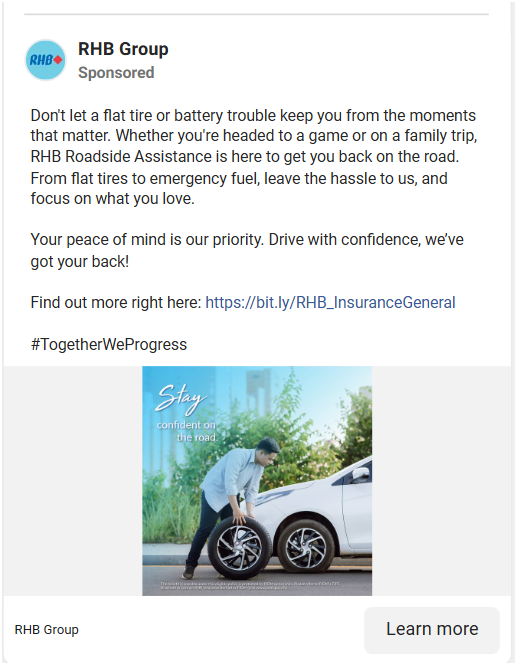 RHB
RHB Group
Sponsored
Don't let a flat tire or battery trouble keep you from the moments
that matter. Whether you're headed to a game or on a family trip,
RHB Roadside Assistance is here to get you back on the road.
From flat tires to emergency fuel, leave the hassle to us, and
focus on what you love.
Your peace of mind is our priority. Drive with confidence, we've
got your back!
Find out more right here: https://bit.ly/RHB_InsuranceGeneral
#TogetherWeProgress
Stay
confident on
the road.
RHB Group
Learn more